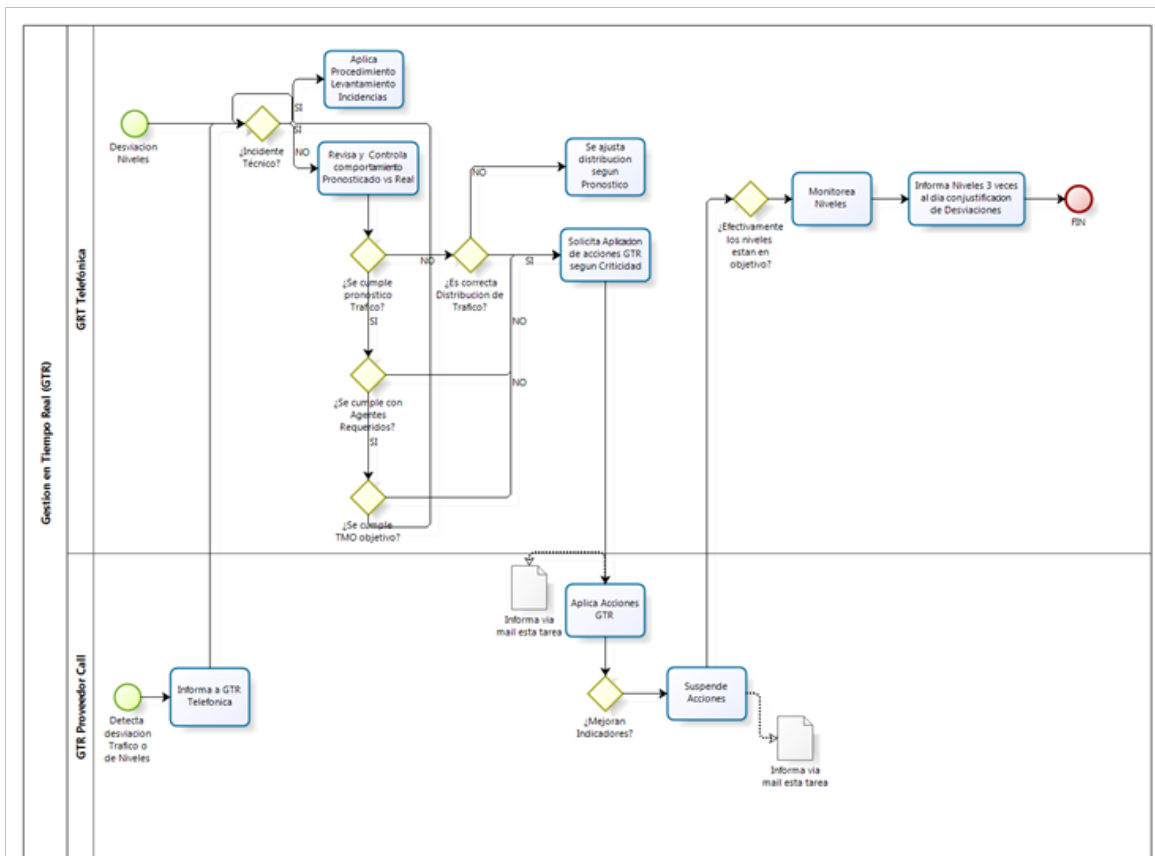 Gestion en Tiempo Real (GTR)
GRT Telefónica
Desviacion
Niveles
¿Incidente
Técnico?
SI
SI
NO
Aplica
Procedimiento
Levantamiento
Incidencias
Revisa y Controla
comportamiento
Pronosticado vs Real
¿Se cumple
pronostico
Trafico?
NO
SI
¿Es correcta
Distribucion de
Trafico?
NO
SI
Se ajusta
distribucion
segun
Pronostico
Solicita Aplicacion
de acciones GTR
segun Criticidad
NO
¿Se cumple con
Agentes
Requeridos?
NO
SI
¿Se cumple
TMO objetivo?
¿Efectivamente
los niveles
estan en
objetivo?
Monitorea
Niveles
Informa Niveles 3 veces
al dia conjustificacion
de Desviaciones
FIN
GTR Proveedor Call
Detecta
desviacion
Trafico o
de Niveles
Informa a GTR
Telefonica
Informa via
mail esta tarea
Aplica Acciones
GTR
¿Mejoran
Indicadores?
Suspende
Acciones
Informa via
mail esta tarea